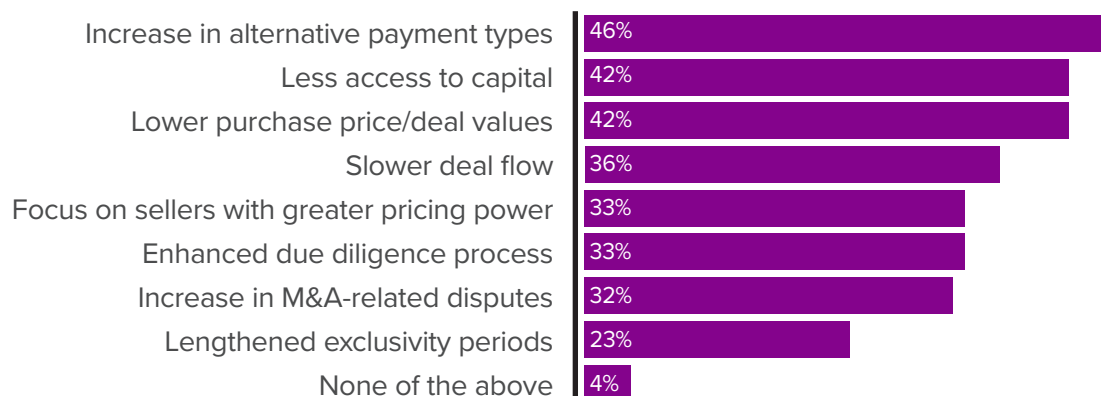 Increase in alternative payment types 46%
Less access to capital 42%
Lower purchase price/deal values 42%
Slower deal flow 36%
Focus on sellers with greater pricing power 33%
Enhanced due diligence process 33%
Increase in M&A-related disputes 32%
Lengthened exclusivity periods 23%
None of the above 4%